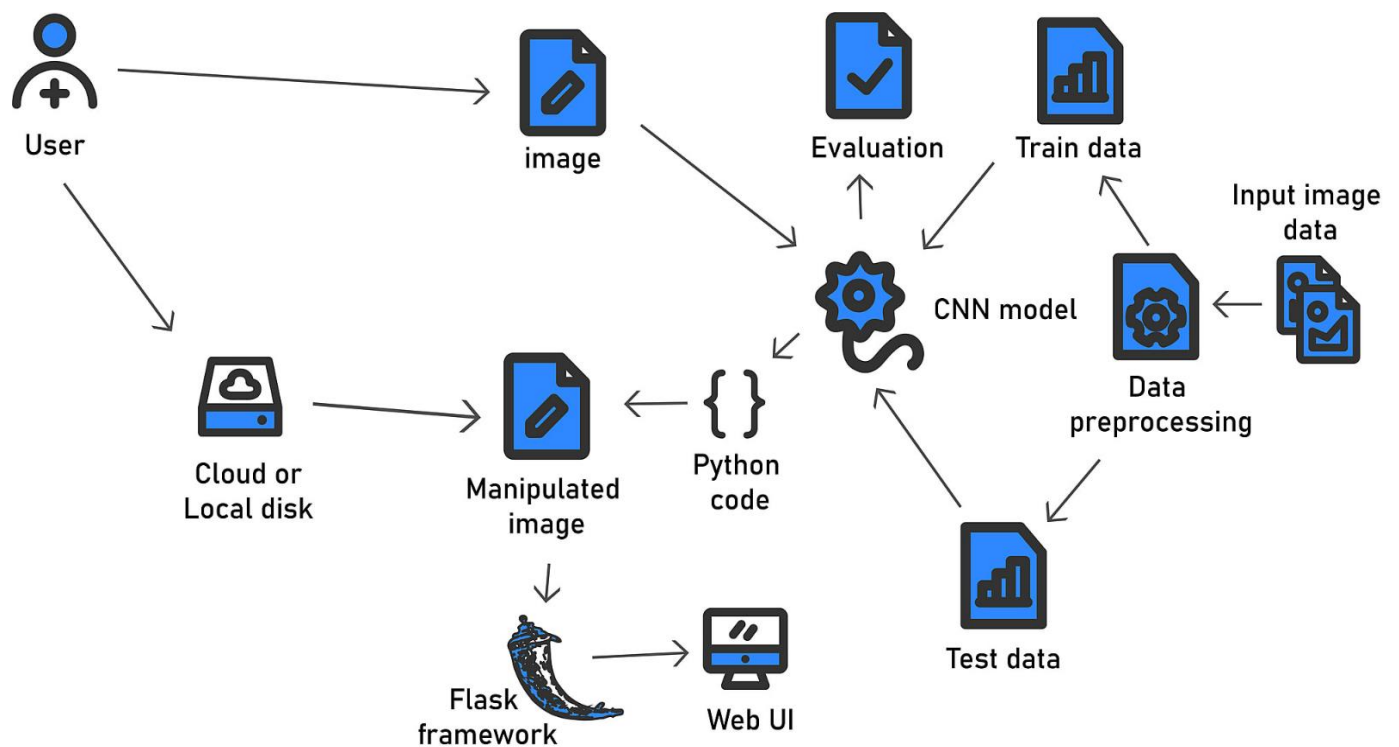 User
image
Evaluation
Train data
Input image
data
CNN model
Data
preprocessing
Cloud or
Local disk
Manipulated
image
Python
code
Test data
Flask
framework
Web UI